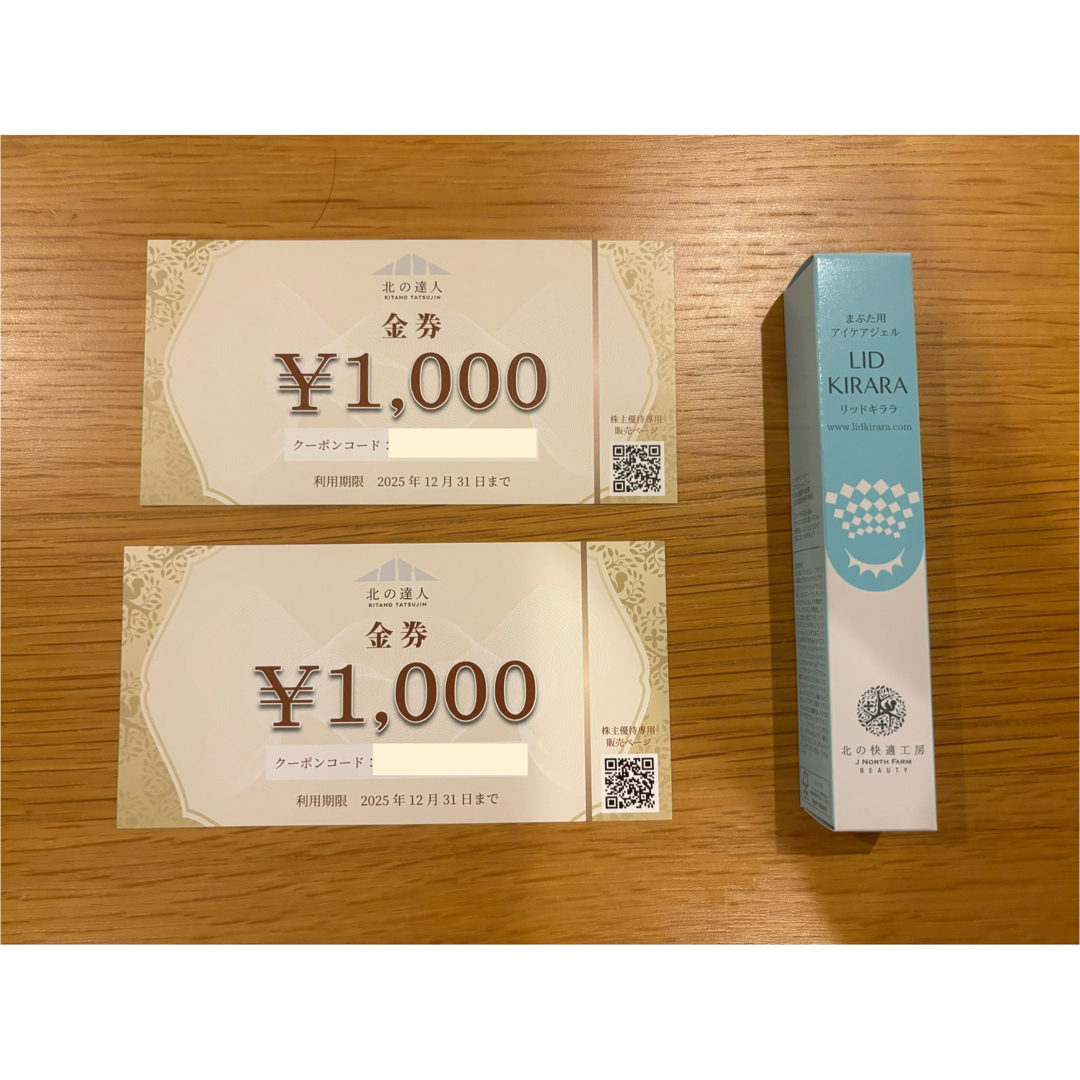 北の達人
KITANO TATSUJIN
金券
¥1,000
クーポンコード：
利用期限 2025年12月31日まで
株主優待専用
販売ページ
北の達人
KITANO TATSUJIN
金券
¥1,000
クーポンコード：
利用期限 2025年12月31日まで
株主優待専用
販売ページ
まぶた用
アイケアジェル
LID
KIRARA
リッドキララ
www.lidkirara.com
北の快適工房
J NORTH FARM
BEAUTY